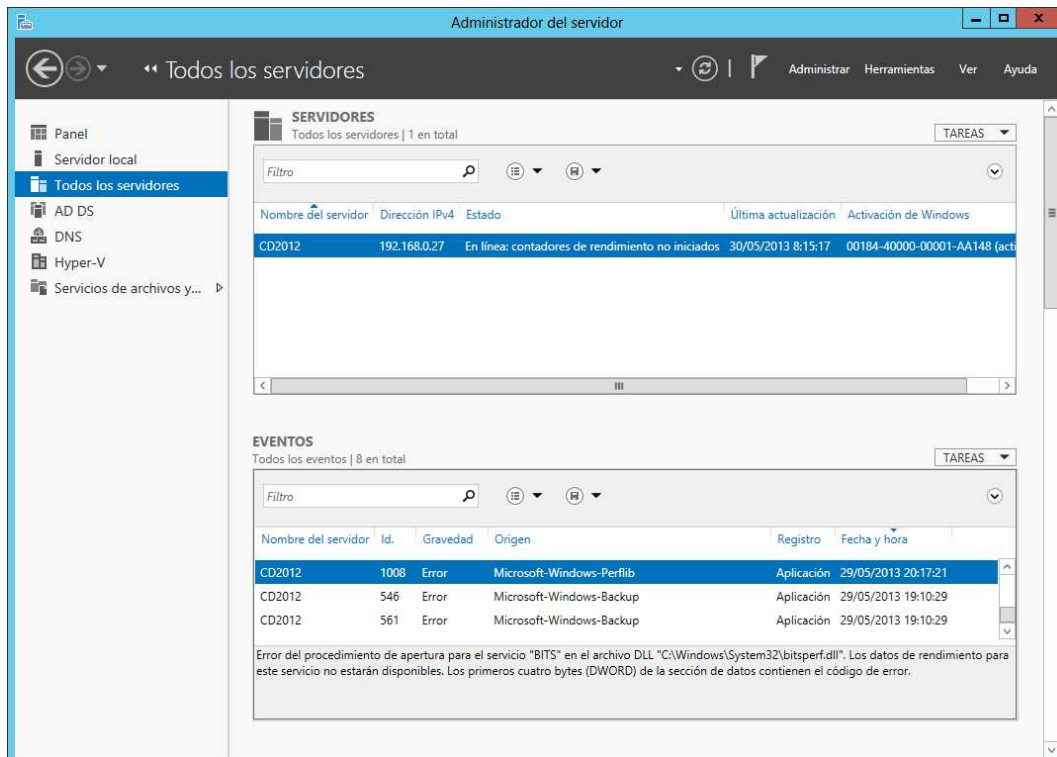 Administrador del servidor
Todos los servidores
Administrar Herramientas Ver Ayuda
Panel
Servidor local
Todos los servidores
AD DS
DNS
Hyper-V
Servicios de archivos y...
SERVIDORES
Todos los servidores | 1 en total
TAREAS
Filtro
Nombre del servidor Dirección IPv4 Estado Última actualización Activación de Windows
CD2012 192.168.0.27 En línea: contadores de rendimiento no iniciados 30/05/2013 8:15:17 00184-40000-00001-AA148 (acti
EVENTOS
Todos los eventos | 8 en total
TAREAS
Filtro
Nombre del servidor Id. Gravedad Origen Registro Fecha y hora
CD2012 1008 Error Microsoft-Windows-Perflib Aplicación 29/05/2013 20:17:21
CD2012 546 Error Microsoft-Windows-Backup Aplicación 29/05/2013 19:10:29
CD2012 561 Error Microsoft-Windows-Backup Aplicación 29/05/2013 19:10:29
Error del procedimiento de apertura para el servicio "BITS" en el archivo DLL "C:\Windows\System32\bitsperf.dll". Los datos de rendimiento para
este servicio no estarán disponibles. Los primeros cuatro bytes (DWORD) de la sección de datos contienen el código de error.